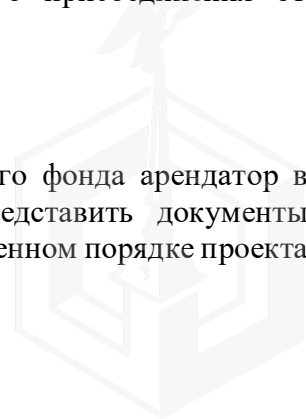 присоединения
го фонда арендатор в
едставить документы
енном порядке проекта